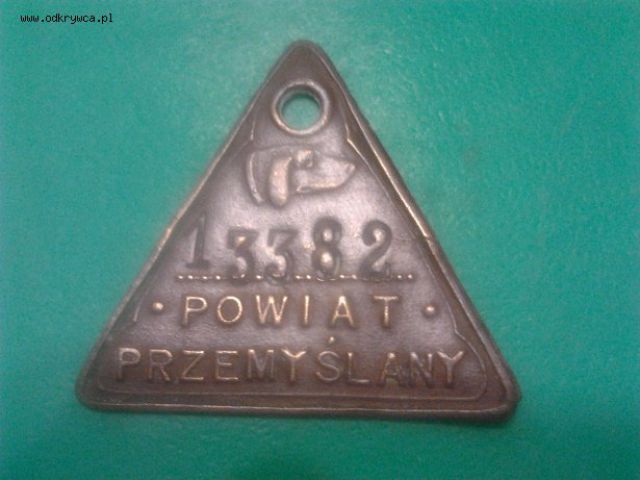 www.odkrywca.pl
13382
· POWIAT ·
PRZEMYŚLANY